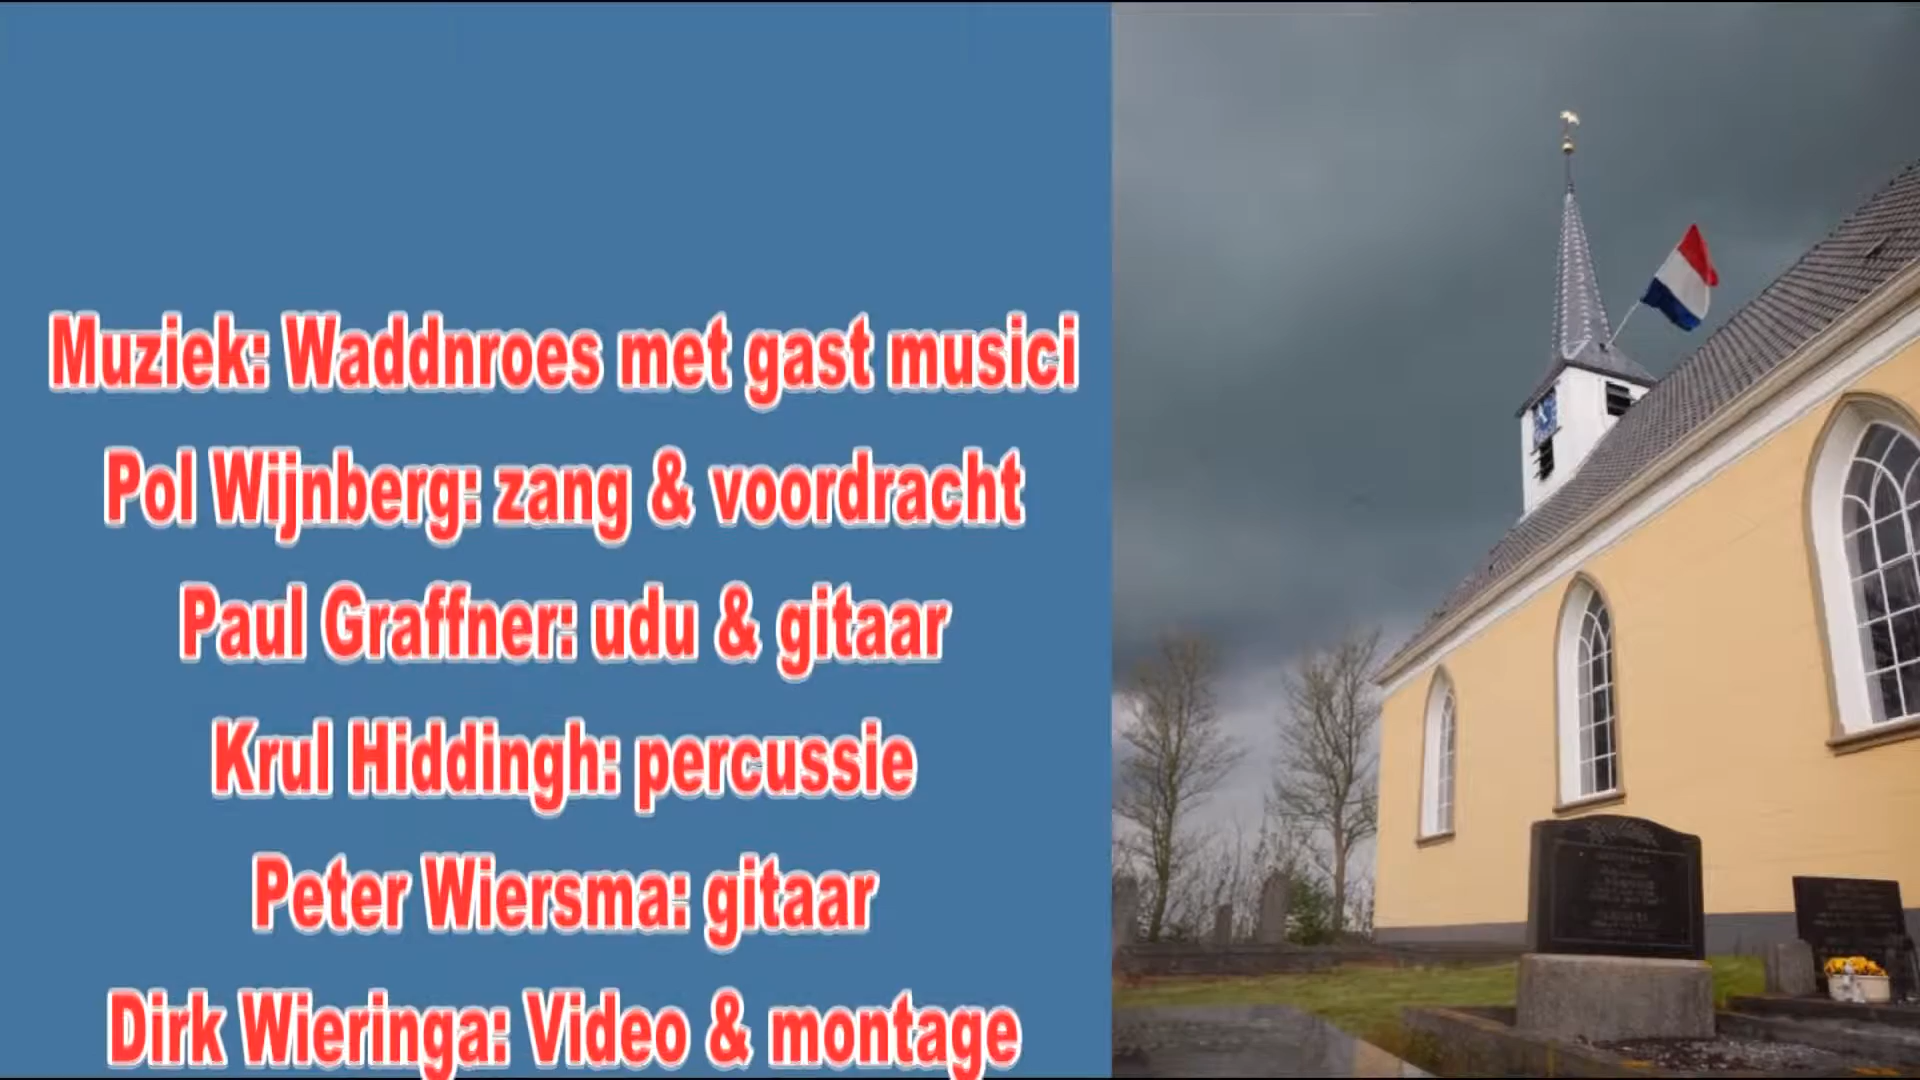 Muziek: Waddnroes met gast musici
Pol Wijnberg: zang & voordracht
Paul Graffner: udu & gitaar
Krul Hiddingh: percussie
Peter Wiersma: gitaar
Dirk Wieringa: Video & montage